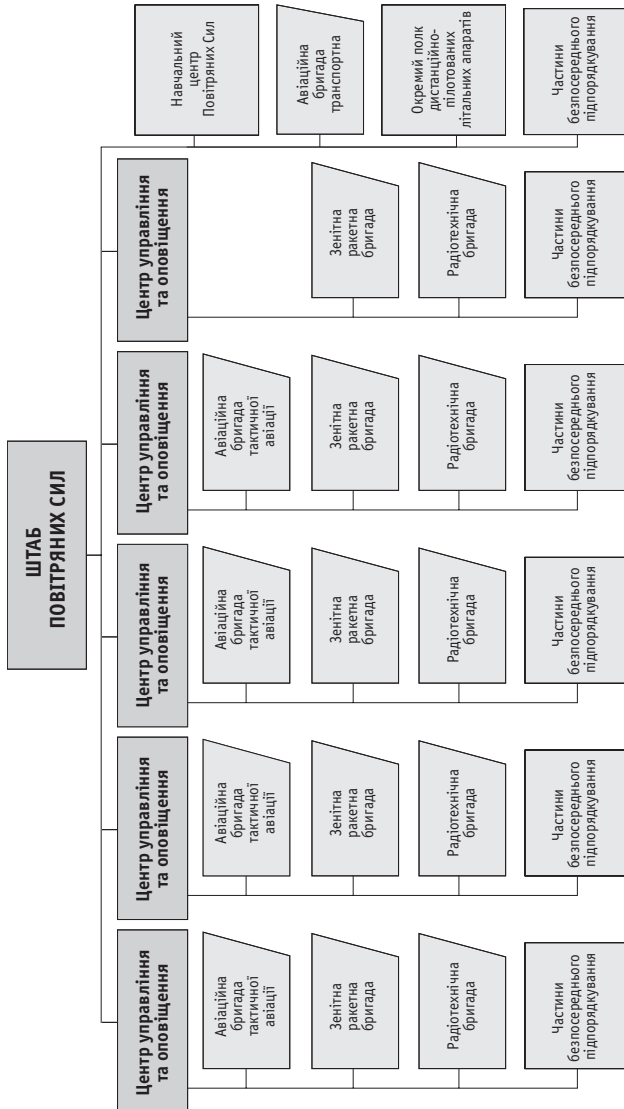 ШТАБ
ПОВІТРЯНИХ СИЛ
Центр управління
та оповіщення
Авіаційна
бригада
тактичної
авіації
Зенітна
ракетна
бригада
Радіотехнічна
бригада
Частини
безпосереднього
підпорядкування
Центр управління
та оповіщення
Авіаційна
бригада
тактичної
авіації
Зенітна
ракетна
бригада
Радіотехнічна
бригада
Частини
безпосереднього
підпорядкування
Центр управління
та оповіщення
Авіаційна
бригада
тактичної
авіації
Зенітна
ракетна
бригада
Радіотехнічна
бригада
Частини
безпосереднього
підпорядкування
Центр управління
та оповіщення
Авіаційна
бригада
тактичної
авіації
Зенітна
ракетна
бригада
Радіотехнічна
бригада
Частини
безпосереднього
підпорядкування
Центр управління
та оповіщення
Зенітна
ракетна
бригада
Радіотехнічна
бригада
Частини
безпосереднього
підпорядкування
Навчальний
центр
Повітряних Сил
Авіаційна
бригада
транспортна
Окремий полк
дистанційно-
пілотованих
літальних апаратів
Частини
безпосереднього
підпорядкування